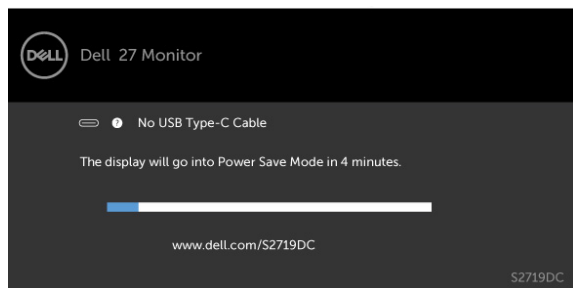 DELL Dell 27 Monitor
? No USB Type-C Cable
The display will go into Power Save Mode in 4 minutes.
www.dell.com/S2719DC
S2719DC